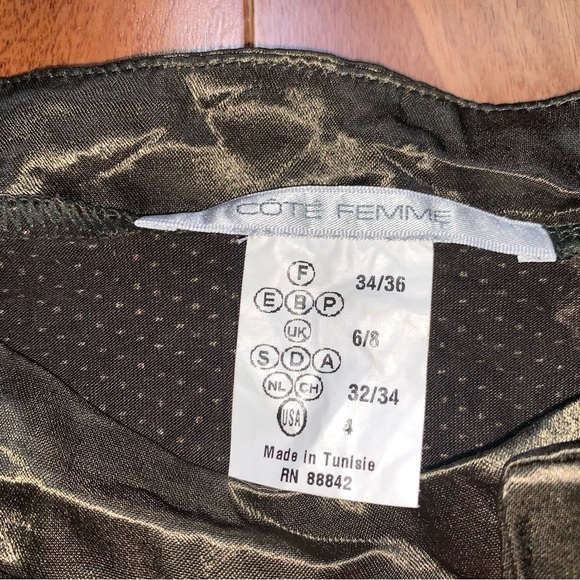 CÔTÉ FEMME
F 34/36
E B P
UK 6/8
S D A
NL CH 32/34
USA 4
Made in Tunisie
RN 88842